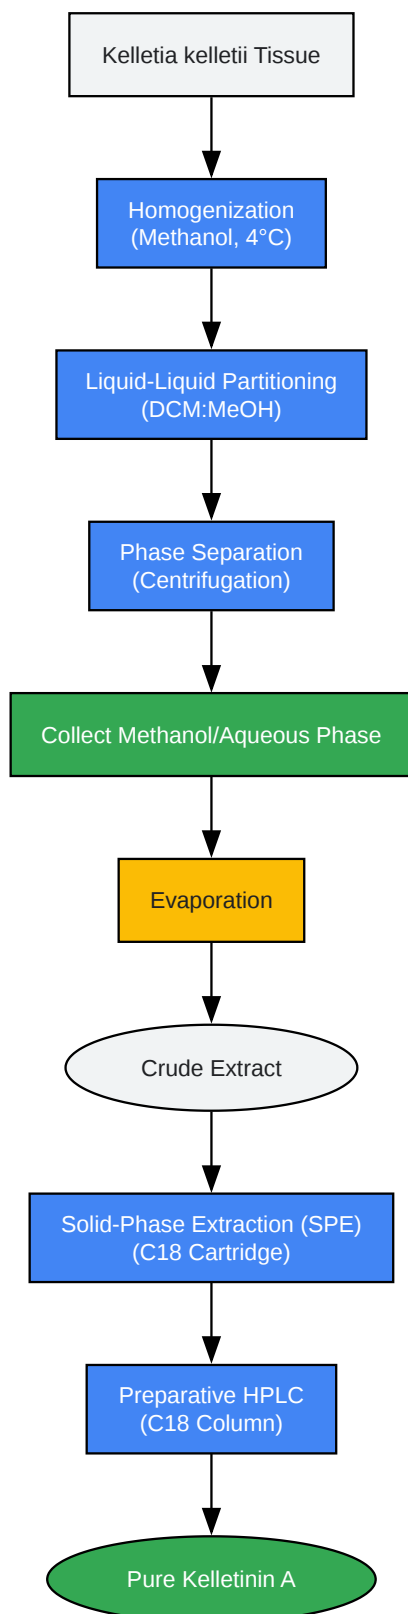 Kelletia kelletii Tissue
Homogenization
(Methanol, 4°C)
Liquid-Liquid Partitioning
(DCM:MeOH)
Phase Separation
(Centrifugation)
Collect Methanol/Aqueous Phase
Evaporation
Crude Extract
Solid-Phase Extraction (SPE)
(C18 Cartridge)
Preparative HPLC
(C18 Column)
Pure Kelletinin A